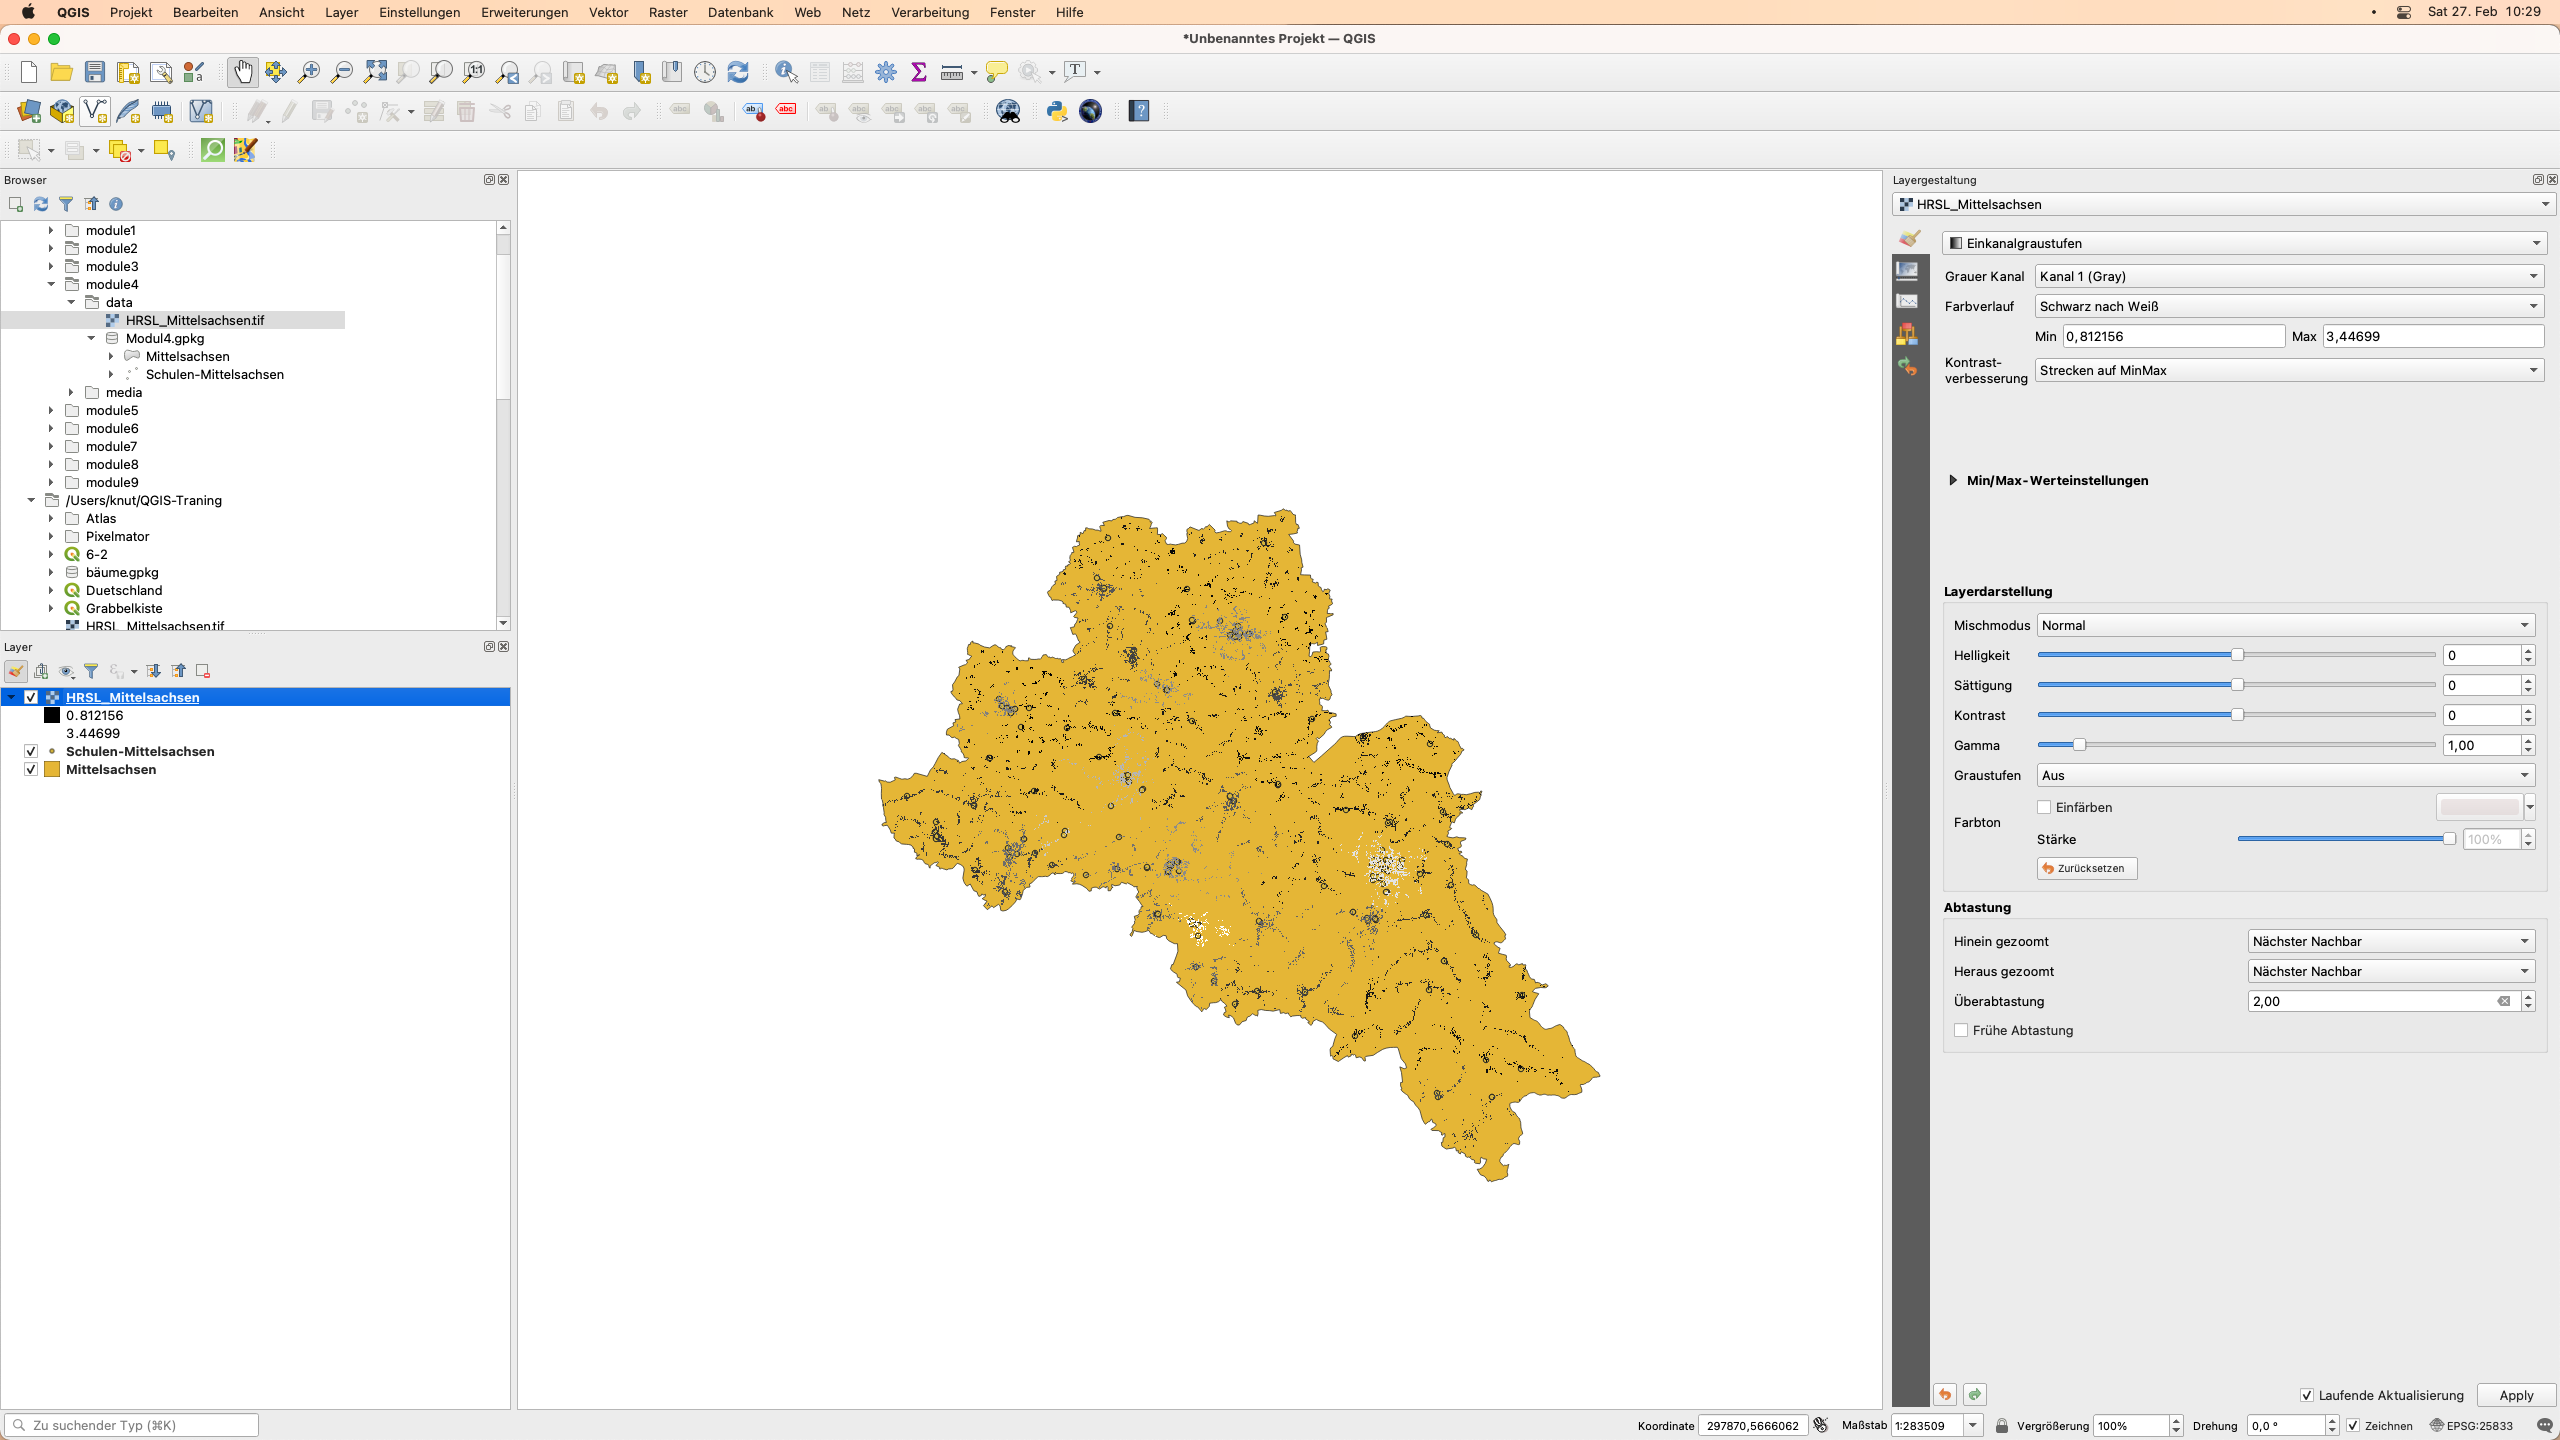 QGIS Projekt Bearbeiten Ansicht Layer Einstellungen Erweiterungen Vektor Raster Datenbank Web Netz Verarbeitung Fenster Hilfe Sat 27. Feb 10:29
*Unbenanntes Projekt — QGIS
Browser
module1
module2
module3
module4
data
HRSL_Mittelsachsen.tif
Modul4.gpkg
Mittelsachsen
Schulen-Mittelsachsen
media
module5
module6
module7
module8
module9
/Users/knut/QGIS-Traning
Atlas
Pixelmator
6-2
bäume.gpkg
Duetschland
Grabbelkiste
HRSL_Mittelsachsen.tif
Layer
HRSL_Mittelsachsen
0.812156
3.44699
Schulen-Mittelsachsen
Mittelsachsen
Layergestaltung
HRSL_Mittelsachsen
Einkanalgraustufen
Grauer Kanal Kanal 1 (Gray)
Farbverlauf Schwarz nach Weiß
Min 0,812156 Max 3,44699
Kontrast-
verbesserung Strecken auf MinMax
Min/Max-Werteinstellungen
Layerdarstellung
Mischmodus Normal
Helligkeit 0
Sättigung 0
Kontrast 0
Gamma 1,00
Graustufen Aus
Farbton Einfärben
Stärke 100%
Zurücksetzen
Abtastung
Hinein gezoomt Nächster Nachbar
Heraus gezoomt Nächster Nachbar
Überabtastung 2,00
Frühe Abtastung
Laufende Aktualisierung Apply
Zu suchender Typ (⌘K) Koordinate 297870,5666062 Maßstab 1:283509 Vergrößerung 100% Drehung 0,0 ° Zeichnen EPSG:25833